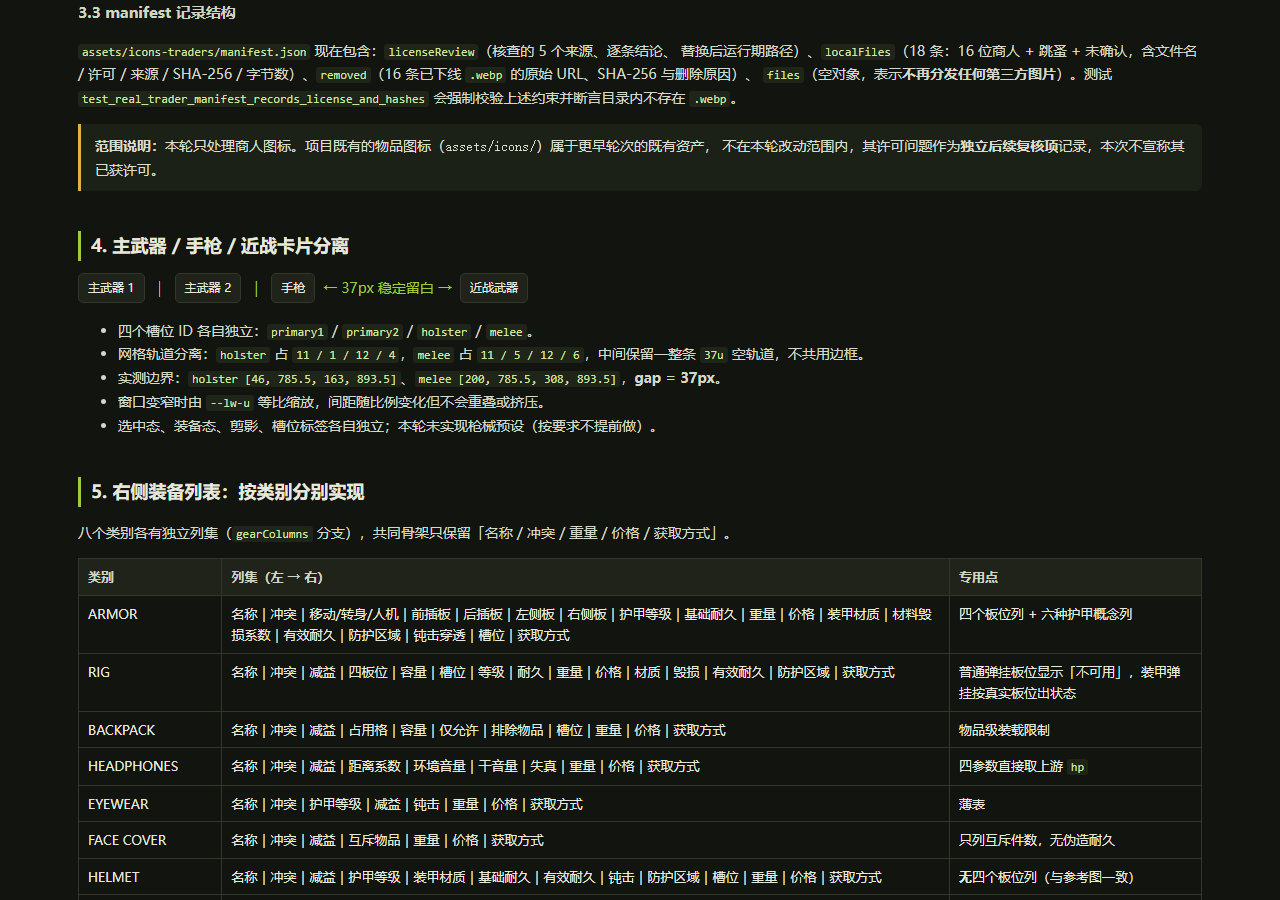 3.3 manifest 记录结构
assets/icons-traders/manifest.json 现在包含：licenseReview（核查的 5 个来源、逐条结论、 替换后运行期路径）、localFiles（18 条：16 位商人 + 跳蚤 + 未确认，含文件名
/ 许可 / 来源 / SHA-256 / 字节数）、removed（16 条已下线 .webp 的原始 URL、SHA-256 与删除原因）、files（空对象，表示不再分发任何第三方图片）。测试
test_real_trader_manifest_records_license_and_hashes 会强制校验上述约束并断言目录内不存在 .webp。
范围说明：本轮只处理商人图标。项目既有的物品图标（assets/icons/）属于更早轮次的既有资产， 不在本轮改动范围内，其许可问题作为独立后续复核项记录，本次不宣称其
已获许可。
4. 主武器 / 手枪 / 近战卡片分离
主武器 1 | 主武器 2 | 手枪 ← 37px 稳定留白 → 近战武器
• 四个槽位 ID 各自独立：primary1 / primary2 / holster / melee。
• 网格轨道分离：holster 占 11 / 1 / 12 / 4，melee 占 11 / 5 / 12 / 6，中间保留一整条 37u 空轨道，不共用边框。
• 实测边界：holster [46, 785.5, 163, 893.5]、melee [200, 785.5, 308, 893.5]，gap = 37px。
• 窗口变窄时由 --lw-u 等比缩放，间距随比例变化但不会重叠或挤压。
• 选中态、装备态、剪影、槽位标签各自独立；本轮未实现枪械预设（按要求不提前做）。
5. 右侧装备列表：按类别分别实现
八个类别各有独立列集（gearColumns 分支），共同骨架只保留「名称 / 冲突 / 重量 / 价格 / 获取方式」。
类别 列集（左 → 右） 专用点
ARMOR 名称 | 冲突 | 移动/转身/人机 | 前插板 | 后插板 | 左侧板 | 右侧板 | 护甲等级 | 基础耐久 | 重量 | 价格 | 装甲材质 | 材料毁 四个板位列 + 六种护甲概念列
损系数 | 有效耐久 | 防护区域 | 钝击穿透 | 槽位 | 获取方式
RIG 名称 | 冲突 | 减益 | 四板位 | 容量 | 槽位 | 等级 | 耐久 | 重量 | 价格 | 材质 | 毁损 | 有效耐久 | 防护区域 | 获取方式 普通弹挂板位显示「不可用」，装甲弹
挂按真实板位出状态
BACKPACK 名称 | 冲突 | 减益 | 占用格 | 容量 | 仅允许 | 排除物品 | 槽位 | 重量 | 价格 | 获取方式 物品级装载限制
HEADPHONES 名称 | 冲突 | 减益 | 距离系数 | 环境音量 | 干音量 | 失真 | 重量 | 价格 | 获取方式 四参数直接取上游 hp
EYEWEAR 名称 | 冲突 | 护甲等级 | 减益 | 钝击 | 重量 | 价格 | 获取方式 薄表
FACE COVER 名称 | 冲突 | 减益 | 互斥物品 | 重量 | 价格 | 获取方式 只列互斥件数，无伪造耐久
HELMET 名称 | 冲突 | 减益 | 护甲等级 | 装甲材质 | 基础耐久 | 有效耐久 | 钝击 | 防护区域 | 槽位 | 重量 | 价格 | 获取方式 无四个板位列（与参考图一致）